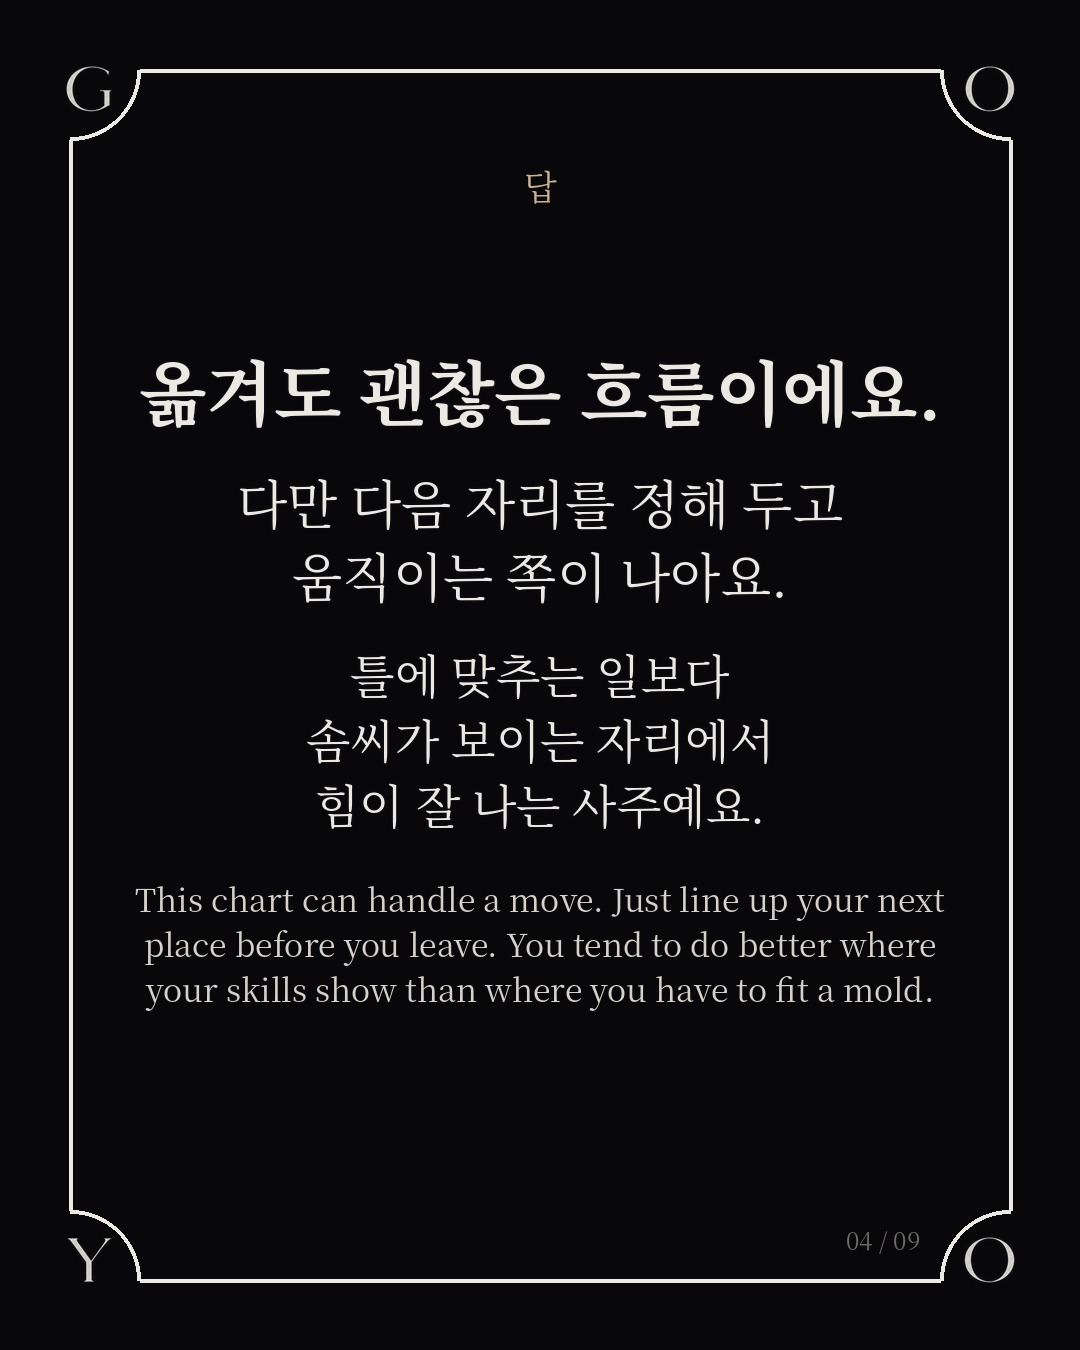 G O
답
옮겨도 괜찮은 흐름이에요.
다만 다음 자리를 정해 두고
움직이는 쪽이 나아요.
틀에 맞추는 일보다
솜씨가 보이는 자리에서
힘이 잘 나는 사주예요.
This chart can handle a move. Just line up your next
place before you leave. You tend to do better where
your skills show than where you have to fit a mold.
04 / 09
Y O